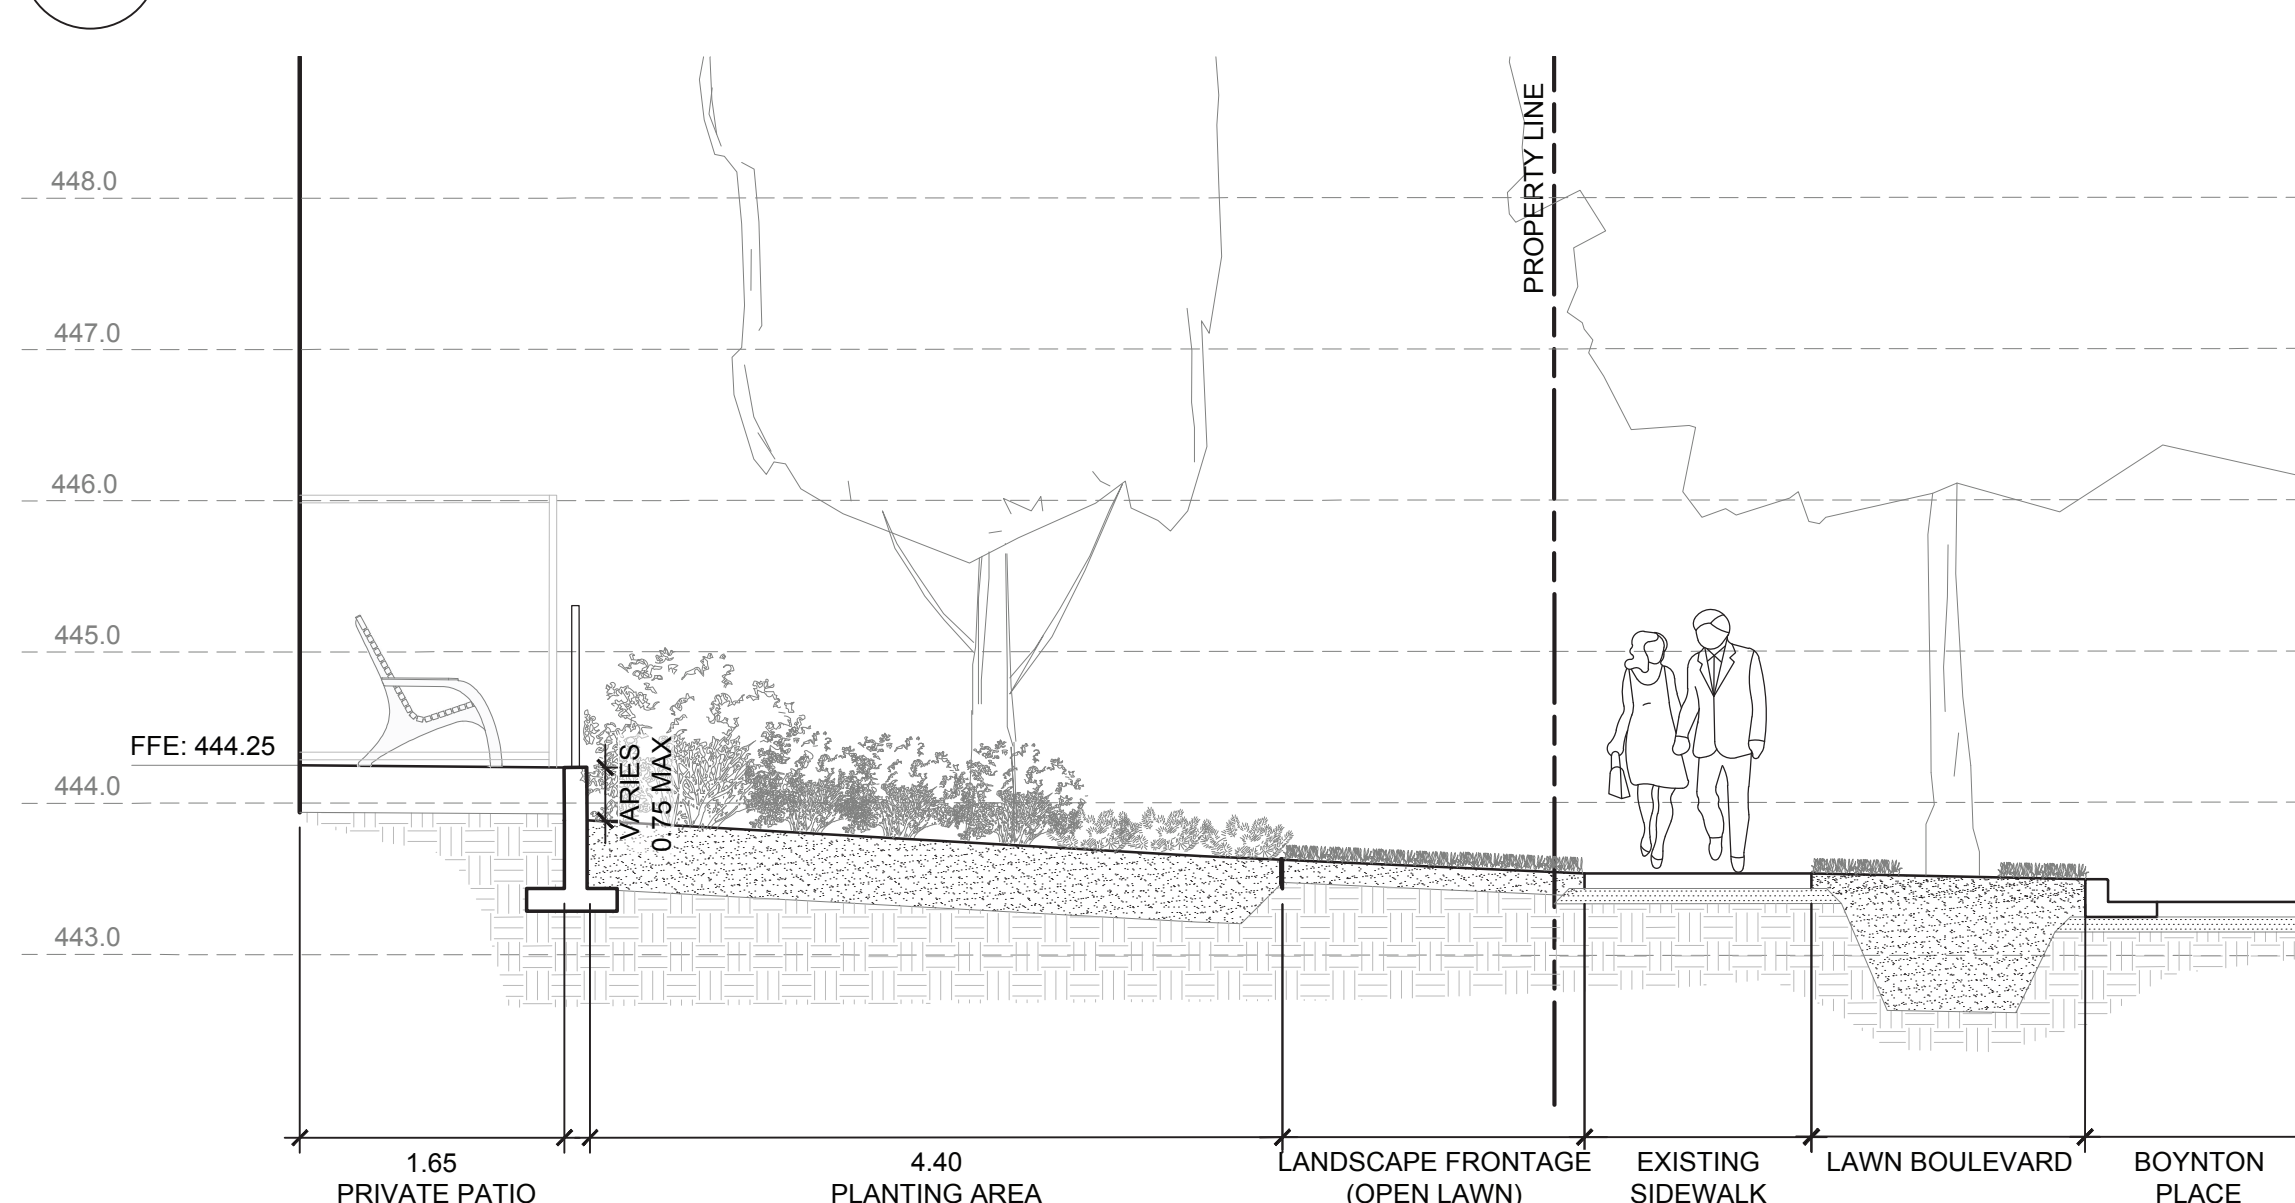 PROPERTY LINE
448.0
447.0
446.0
445.0
FFE: 444.25
444.0
VARIES
0.75 MAX
443.0
1.65
PRIVATE PATIO
4.40
PLANTING AREA
LANDSCAPE FRONTAGE
(OPEN LAWN)
EXISTING
SIDEWALK
LAWN BOULEVARD
BOYNTON
PLACE